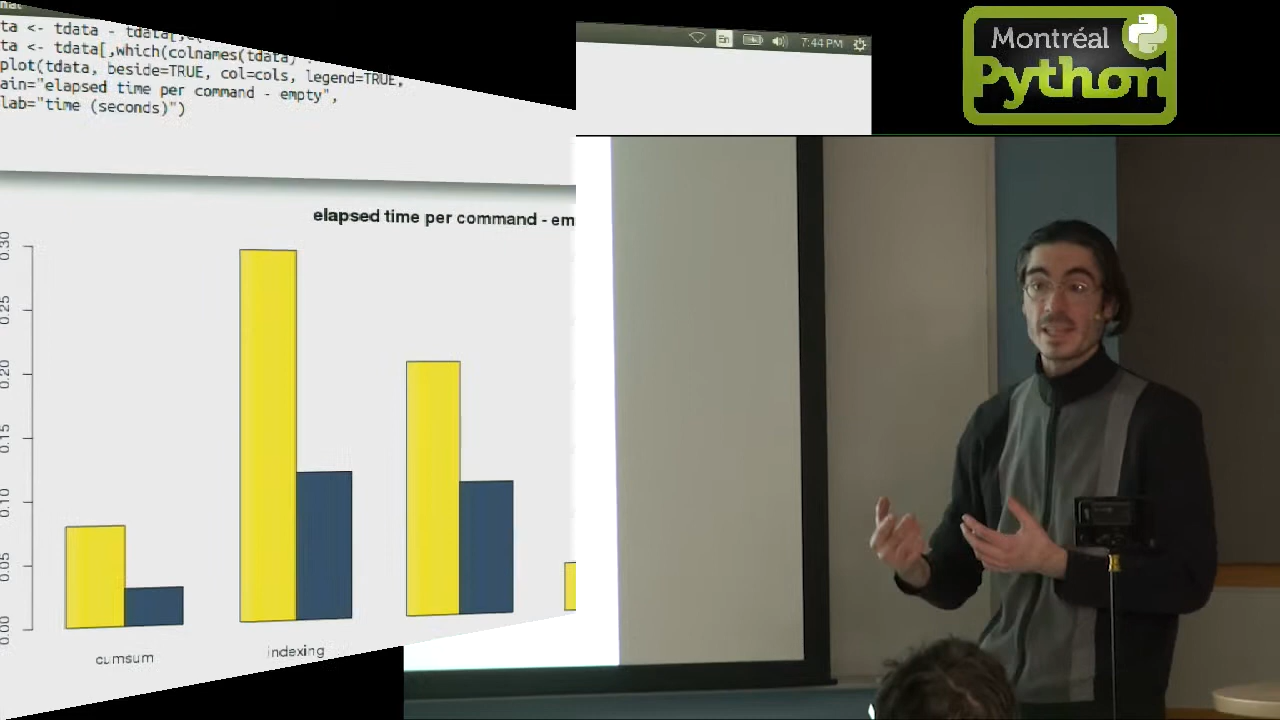 ta <- tdata - tdata[,
ta <- tdata[,which(colnames(tdata)
plot(tdata, beside=TRUE, col=cols, legend=TRUE,
ain="elapsed time per command - empty",
lab="time (seconds)")
En
7:44 PM
Montréal
Python
elapsed time per command - em
0.30
0.25
0.20
0.15
0.10
0.05
0.00
cumsum
indexing